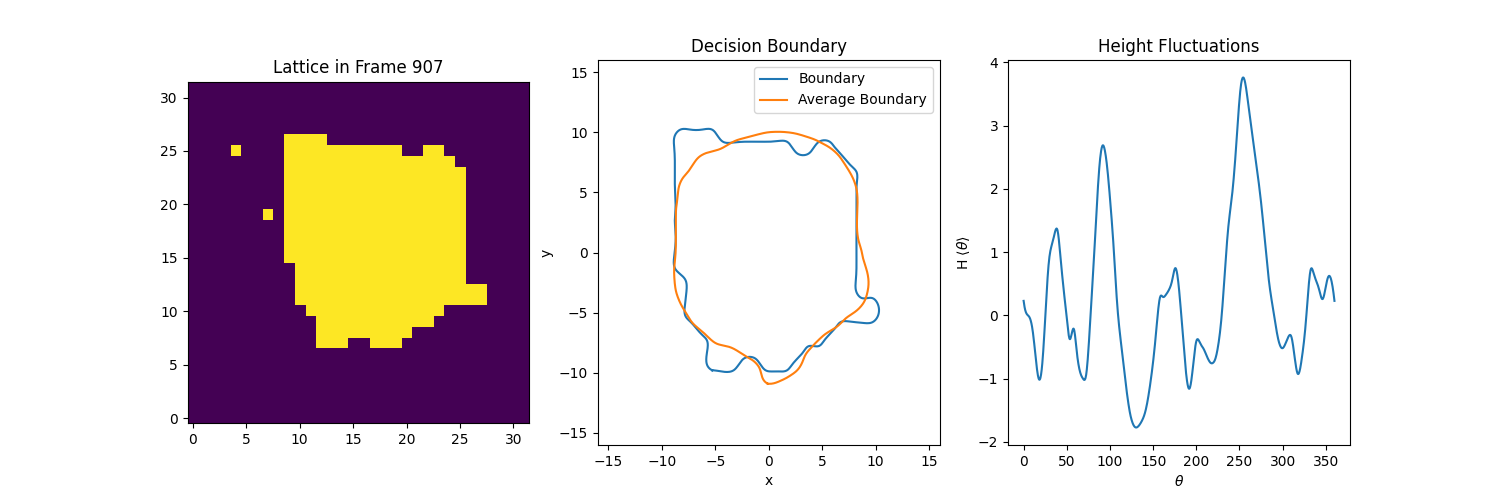 Lattice in Frame 907
30
25
20
15
10
5
0
0 5 10 15 20 25 30
Decision Boundary
Boundary
Average Boundary
15
10
5
0
−5
−10
−15
y
−15 −10 −5 0 5 10 15
x
Height Fluctuations
4
3
2
1
0
−1
−2
H ⟨θ⟩
0 50 100 150 200 250 300 350
θ